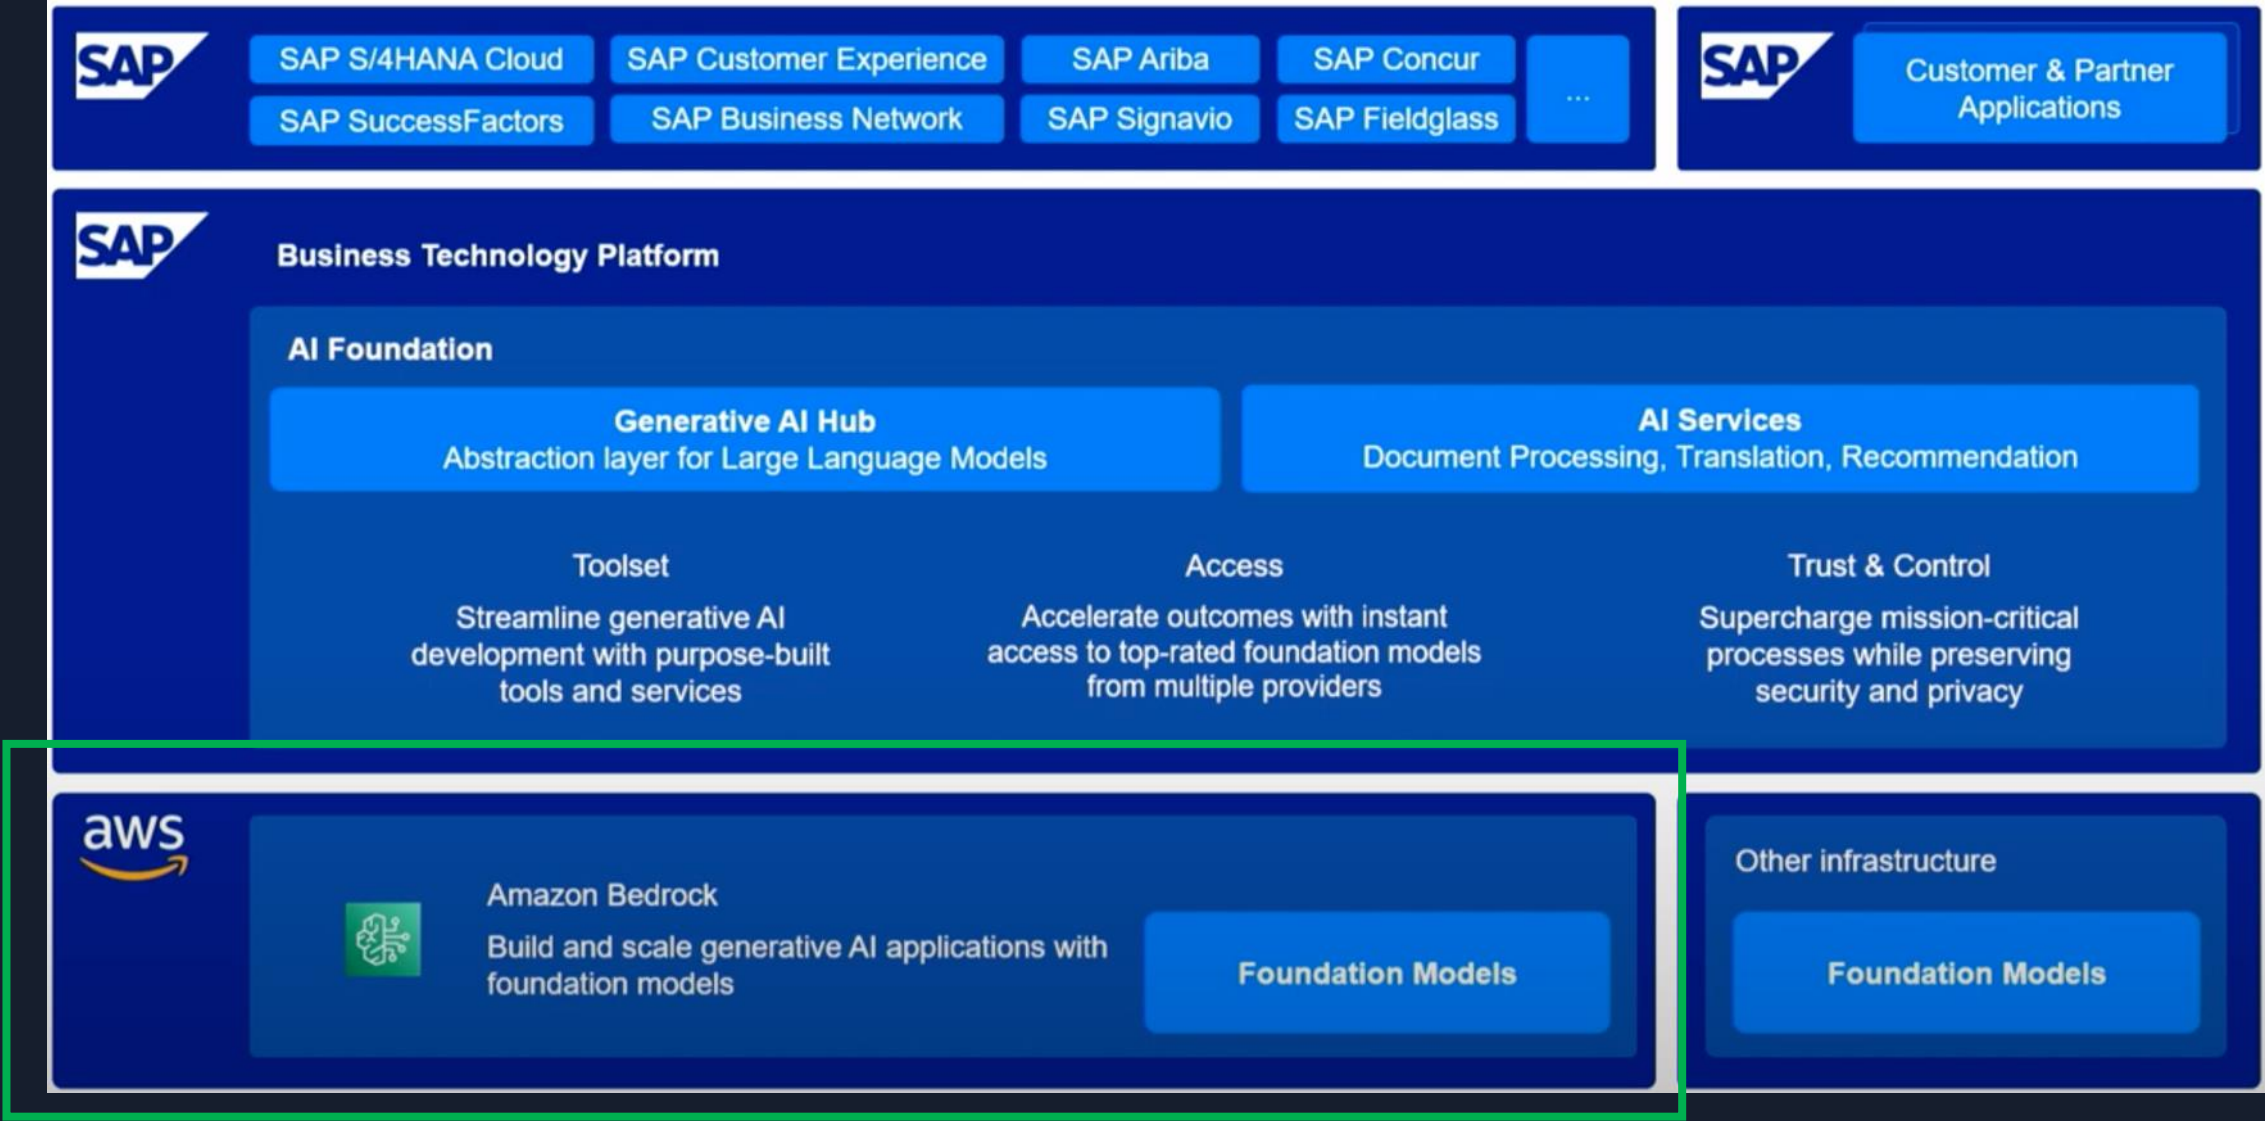 SAP
SAP S/4HANA Cloud
SAP Customer Experience
SAP Ariba
SAP Concur
SAP SuccessFactors
SAP Business Network
SAP Signavio
SAP Fieldglass
...
SAP
Customer & Partner
Applications
SAP
Business Technology Platform
AI Foundation
Generative AI Hub
Abstraction layer for Large Language Models
AI Services
Document Processing, Translation, Recommendation
Toolset
Streamline generative AI
development with purpose-built
tools and services
Access
Accelerate outcomes with instant
access to top-rated foundation models
from multiple providers
Trust & Control
Supercharge mission-critical
processes while preserving
security and privacy
aws
Amazon Bedrock
Build and scale generative AI applications with
foundation models
Foundation Models
Other infrastructure
Foundation Models